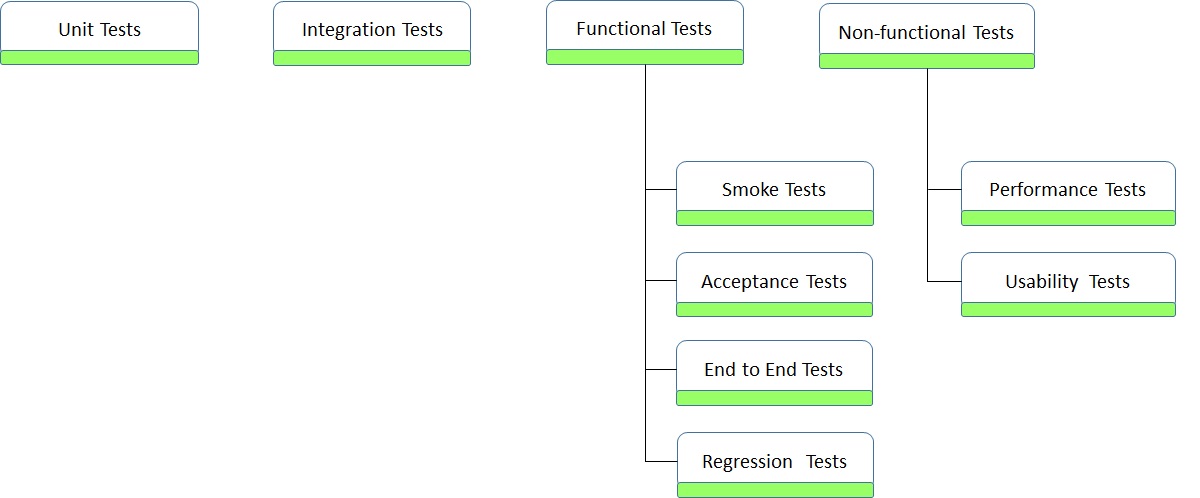 Unit Tests
Integration Tests
Functional Tests
Non-functional Tests
Smoke Tests
Acceptance Tests
End to End Tests
Regression Tests
Performance Tests
Usability Tests